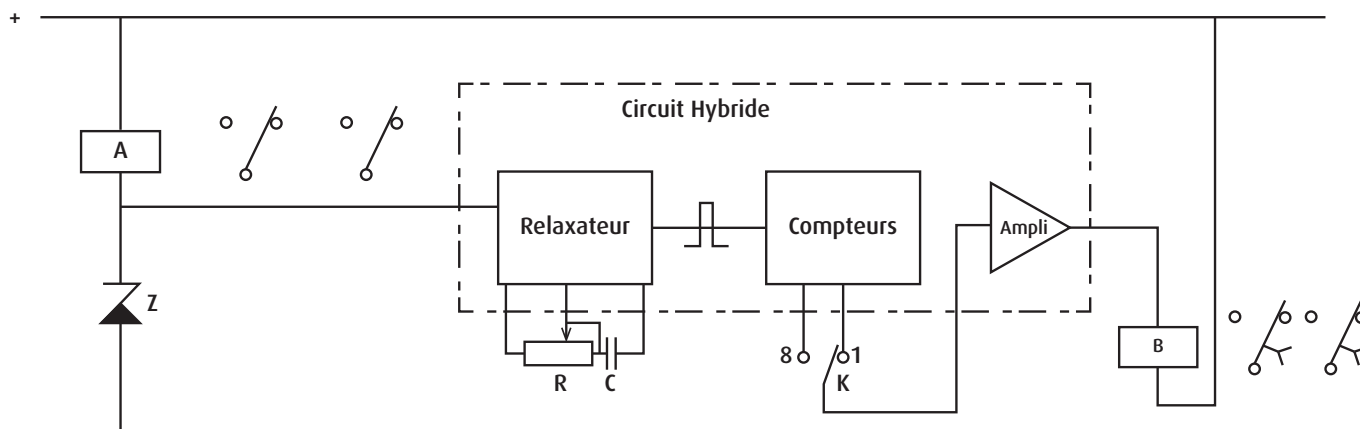 +
Circuit Hybride
A
Relaxateur
Compteurs
Ampli
Z
8
1
R
C
K
B